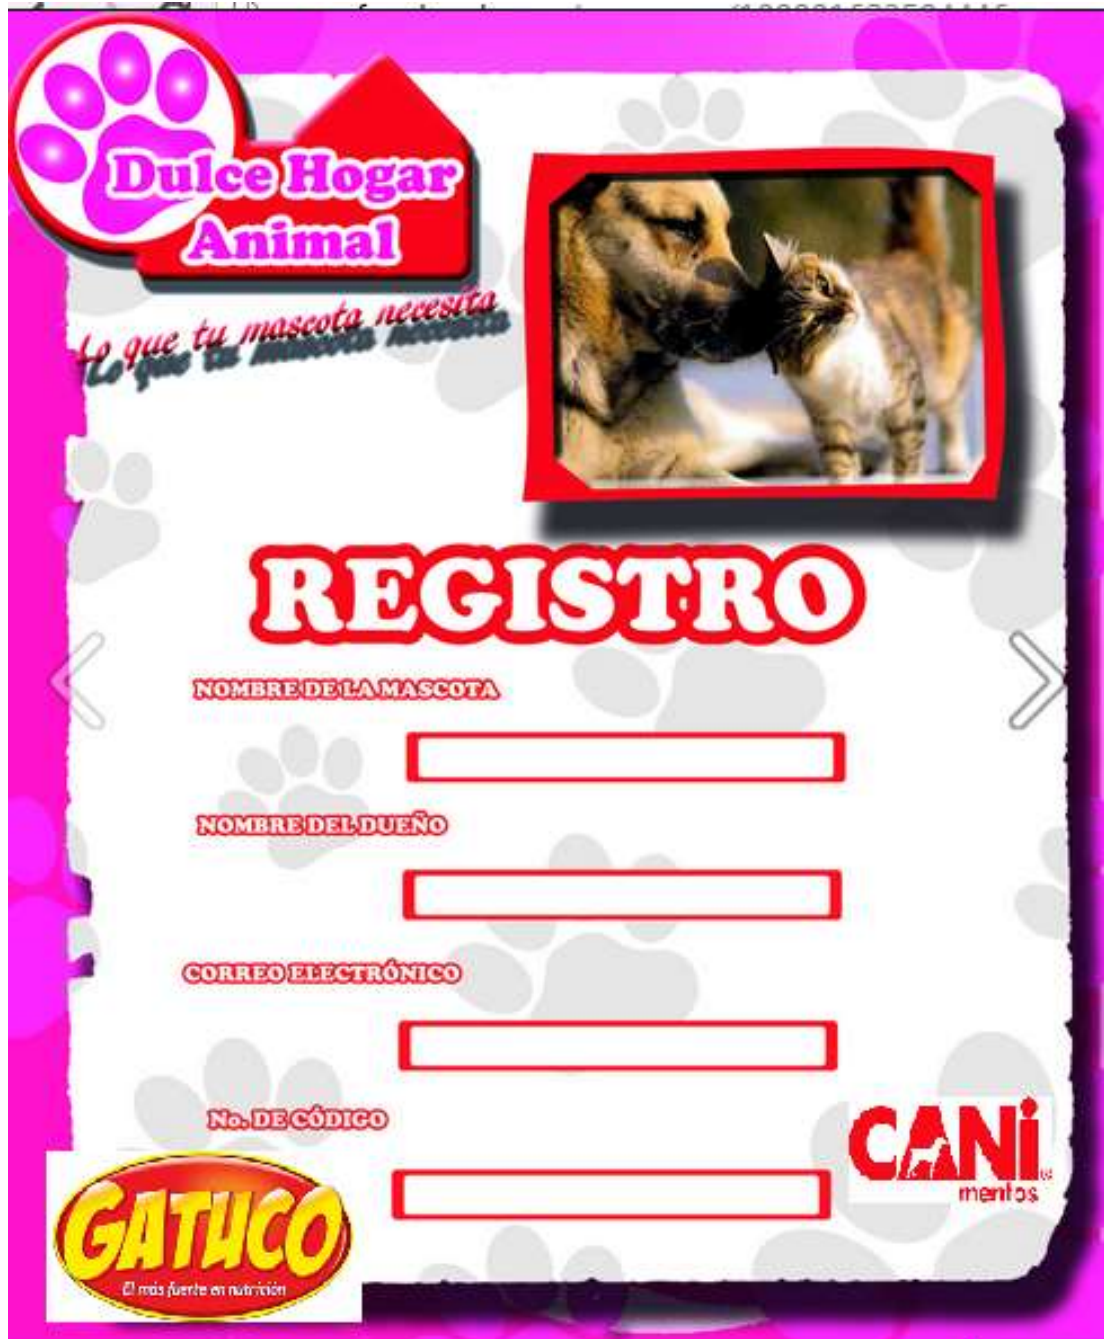 Dulce Hogar
Animal
Lo que tu mascota necesita
REGISTRO
NOMBRE DE LA MASCOTA
NOMBRE DEL DUEÑO
CORREO ELECTRÓNICO
No. DE CÓDIGO
CANi
mentos
GATUCO
El más fuerte en nutrición